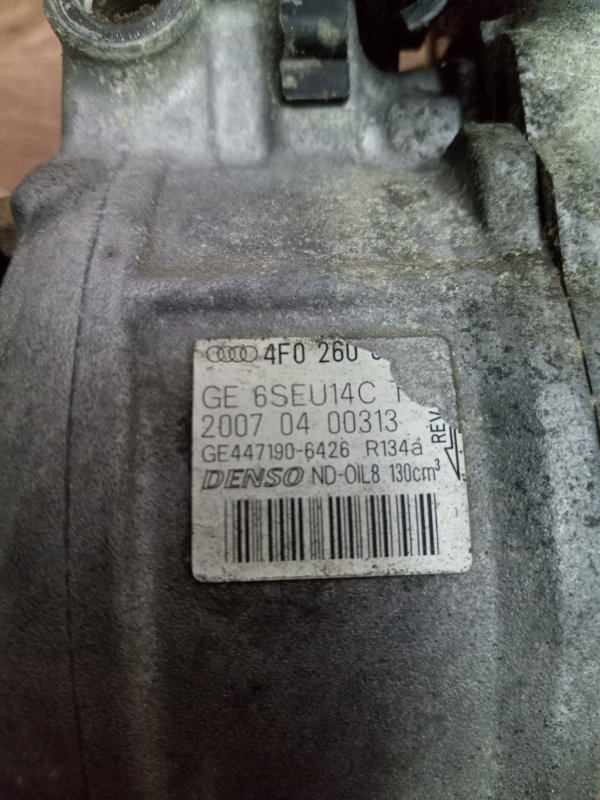 4F0 260
GE 6SEU14C
2007 04 00313
GE447190-6426 R134a
REV
DENSO ND-OIL8 130cm³